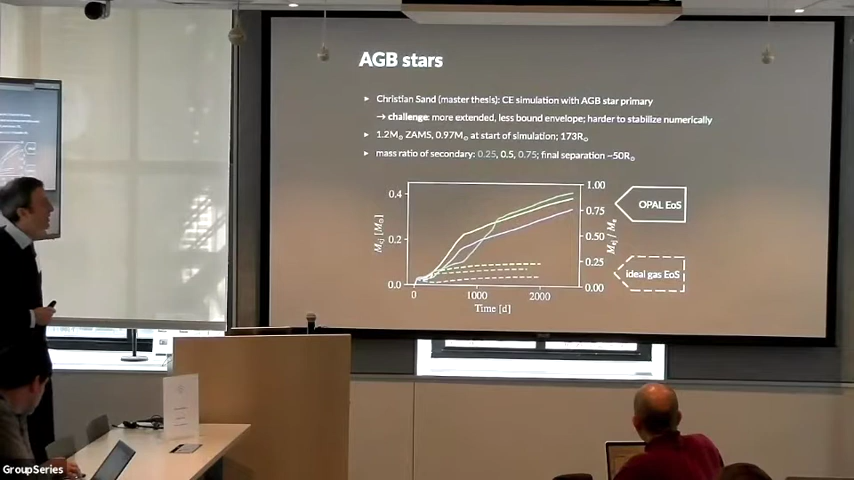 AGB stars
▸ Christian Sand (master thesis): CE simulation with AGB star primary
→ challenge: more extended, less bound envelope; harder to stabilize numerically
▸ 1.2M⊙ ZAMS, 0.97M⊙ at start of simulation; 173R⊙
▸ mass ratio of secondary: 0.25, 0.5, 0.75; final separation ~50R⊙
0.4
0.2
0.0
Mej [M⊙]
1.00
0.75
0.50
0.25
0.00
0
1000
2000
Time [d]
OPAL EoS
ideal gas EoS
GroupSeries